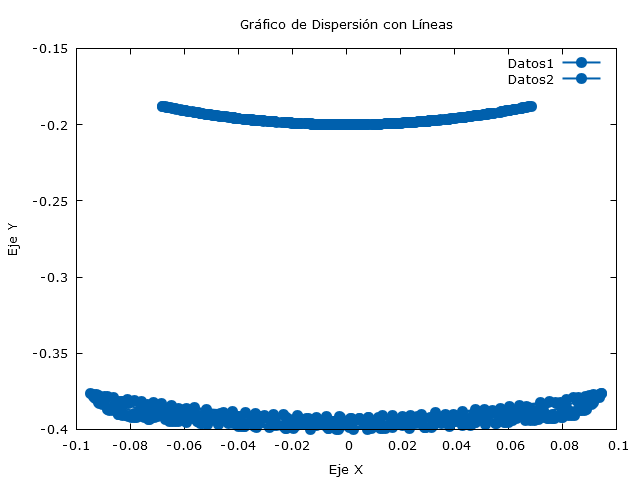 Gráfico de Dispersión con Líneas
Datos1
Datos2
Eje Y
-0.15
-0.2
-0.25
-0.3
-0.35
-0.4
-0.1 -0.08 -0.06 -0.04 -0.02 0 0.02 0.04 0.06 0.08 0.1
Eje X